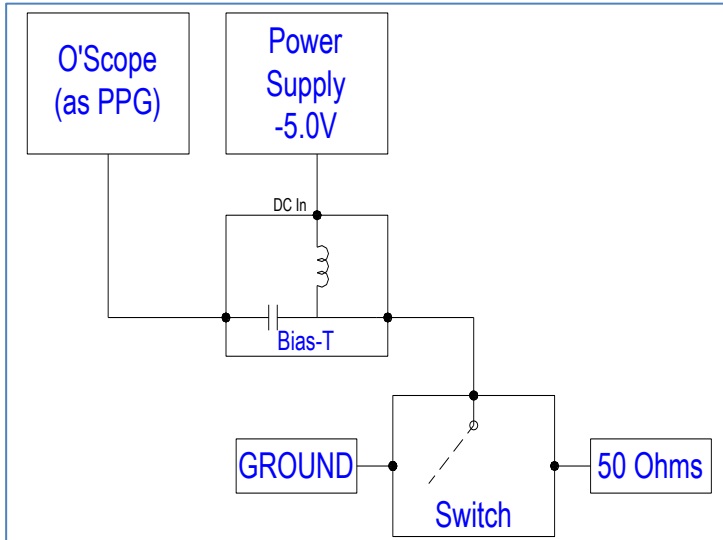 O'Scope
(as PPG)
Power
Supply
-5.0V
DC In
Bias-T
GROUND
50 Ohms
Switch